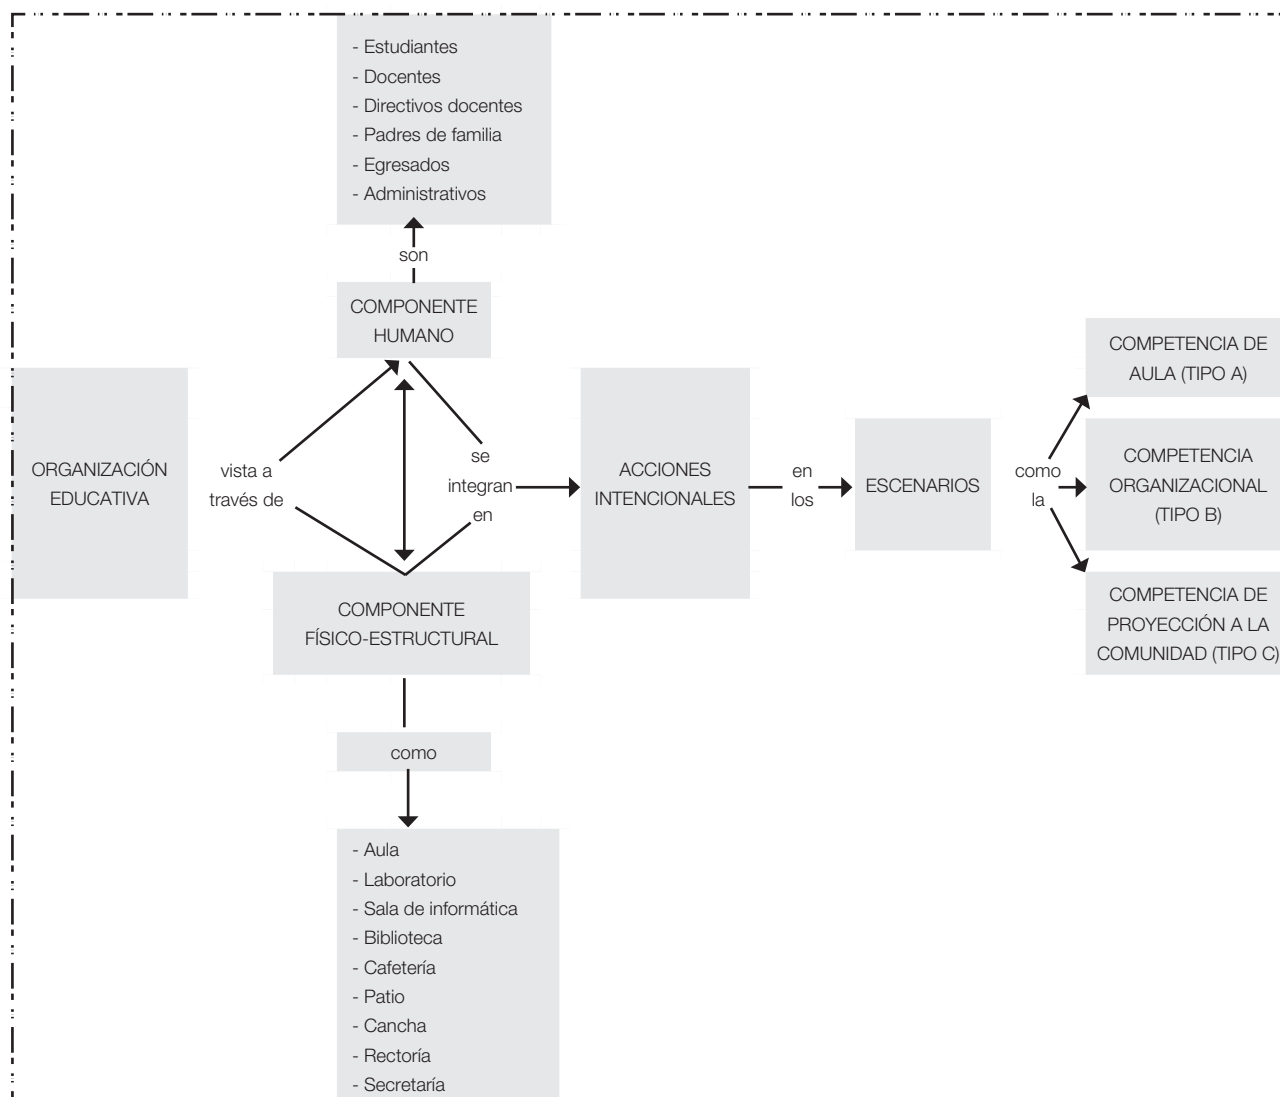 - Estudiantes
- Docentes
- Directivos docentes
- Padres de familia
- Egresados
- Administrativos
son
COMPONENTE
HUMANO
ORGANIZACIÓN
EDUCATIVA
vista a
través de
se
integran
en
ACCIONES
INTENCIONALES
en
los
ESCENARIOS
como
la
COMPETENCIA DE
AULA (TIPO A)
COMPETENCIA
ORGANIZACIONAL
(TIPO B)
COMPETENCIA DE
PROYECCIÓN A LA
COMUNIDAD (TIPO C)
COMPONENTE
FÍSICO-ESTRUCTURAL
como
- Aula
- Laboratorio
- Sala de informática
- Biblioteca
- Cafetería
- Patio
- Cancha
- Rectoría
- Secretaría